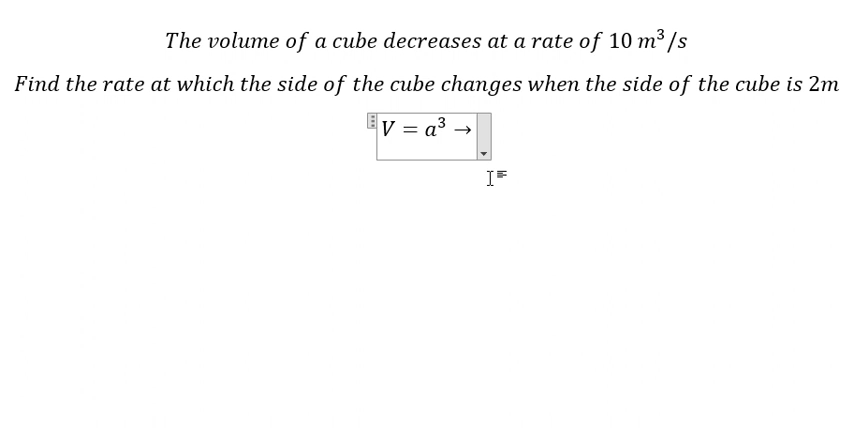 The volume of a cube decreases at a rate of 10 m³/s
Find the rate at which the side of the cube changes when the side of the cube is 2m
V = a³ →